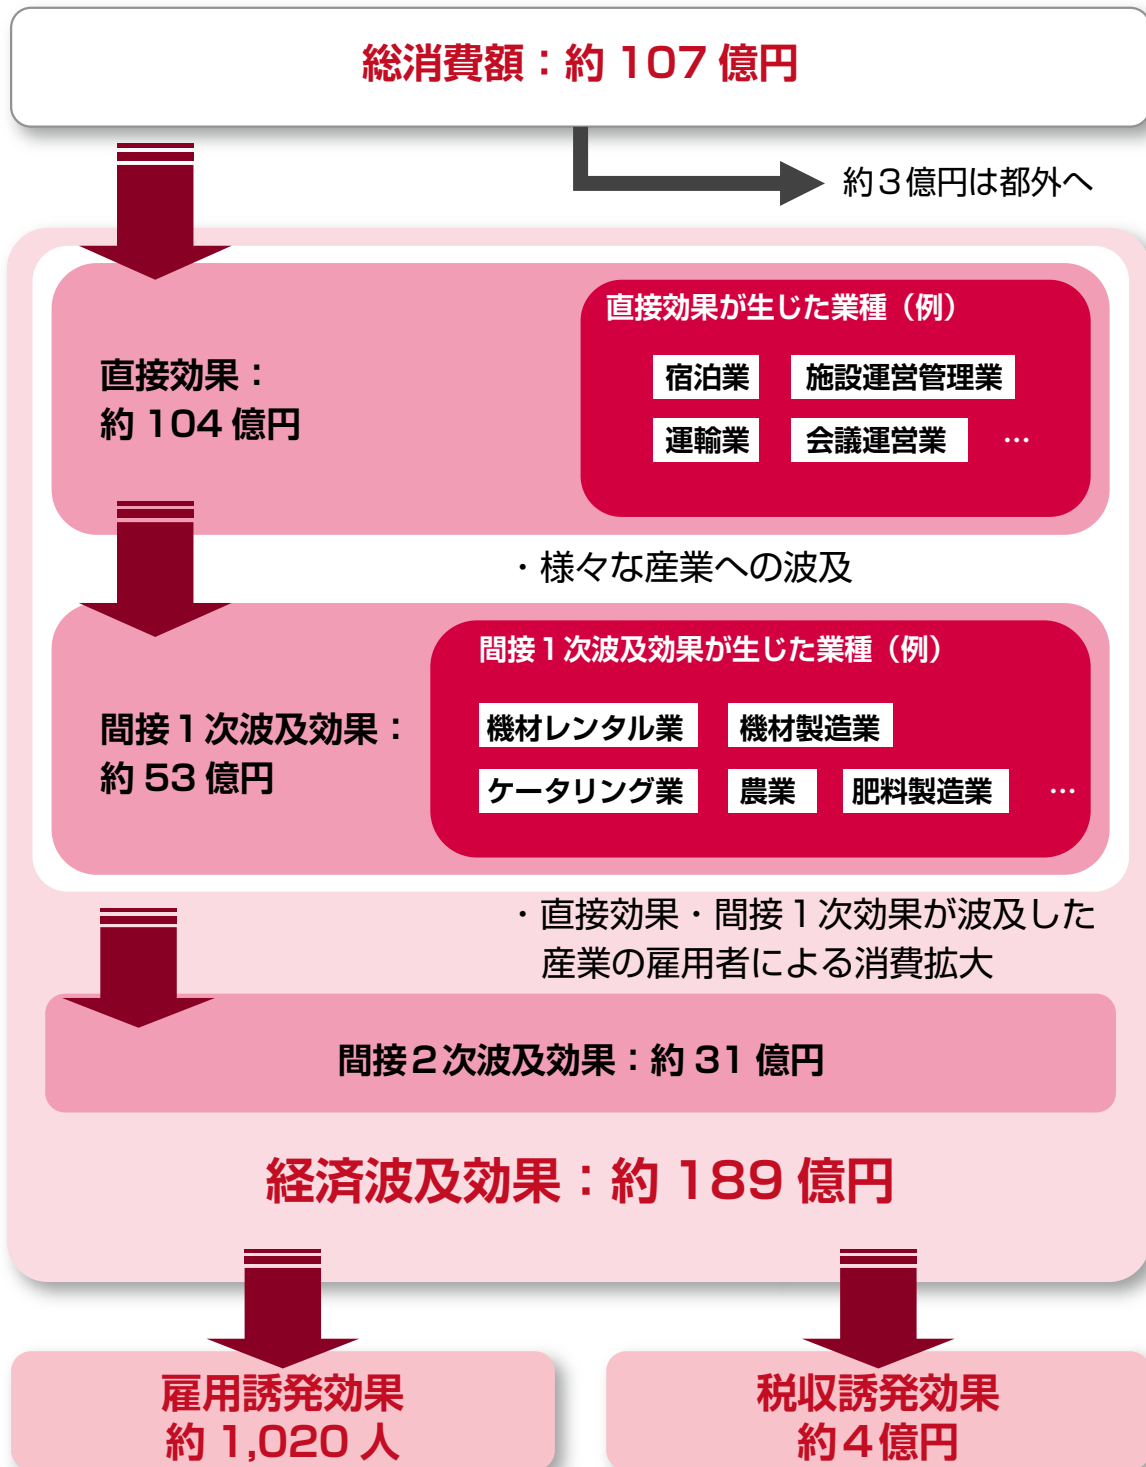 総消費額：約 107 億円
約３億円は都外へ
直接効果：
約 104 億円
直接効果が生じた業種（例）
宿泊業
施設運営管理業
運輸業
会議運営業
…
・様々な産業への波及
間接１次波及効果：
約 53 億円
間接１次波及効果が生じた業種（例）
機材レンタル業
機材製造業
ケータリング業
農業
肥料製造業
…
・直接効果・間接１次効果が波及した
産業の雇用者による消費拡大
間接２次波及効果：約 31 億円
経済波及効果：約 189 億円
雇用誘発効果
約 1,020 人
税収誘発効果
約４億円